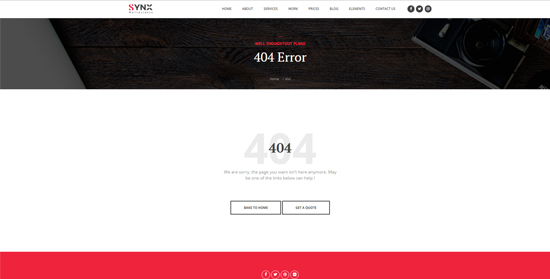 SYNX
HOME ABOUT SERVICES WORK PRICES BLOG ELEMENTS CONTACT US
WELL THOUGHTOUT PLANS
404 Error
Home / 404
404
404
We are sorry, the page you want isn't here anymore. May
be one of the links below can help !
BAKE TO HOME GET A QUOTE